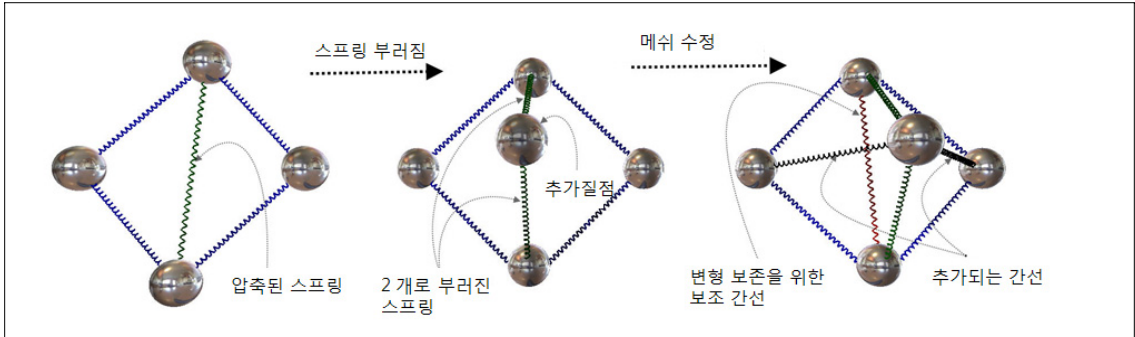 스프링 부러짐
메쉬 수정
추가질점
압축된 스프링
2개로 부러진
스프링
변형 보존을 위한
보조 간선
추가되는 간선